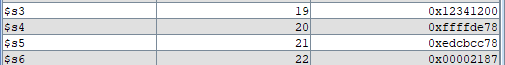 $s3 19 0x12341200
$s4 20 0xffffde78
$s5 21 0xedcbcc78
$s6 22 0x00002187